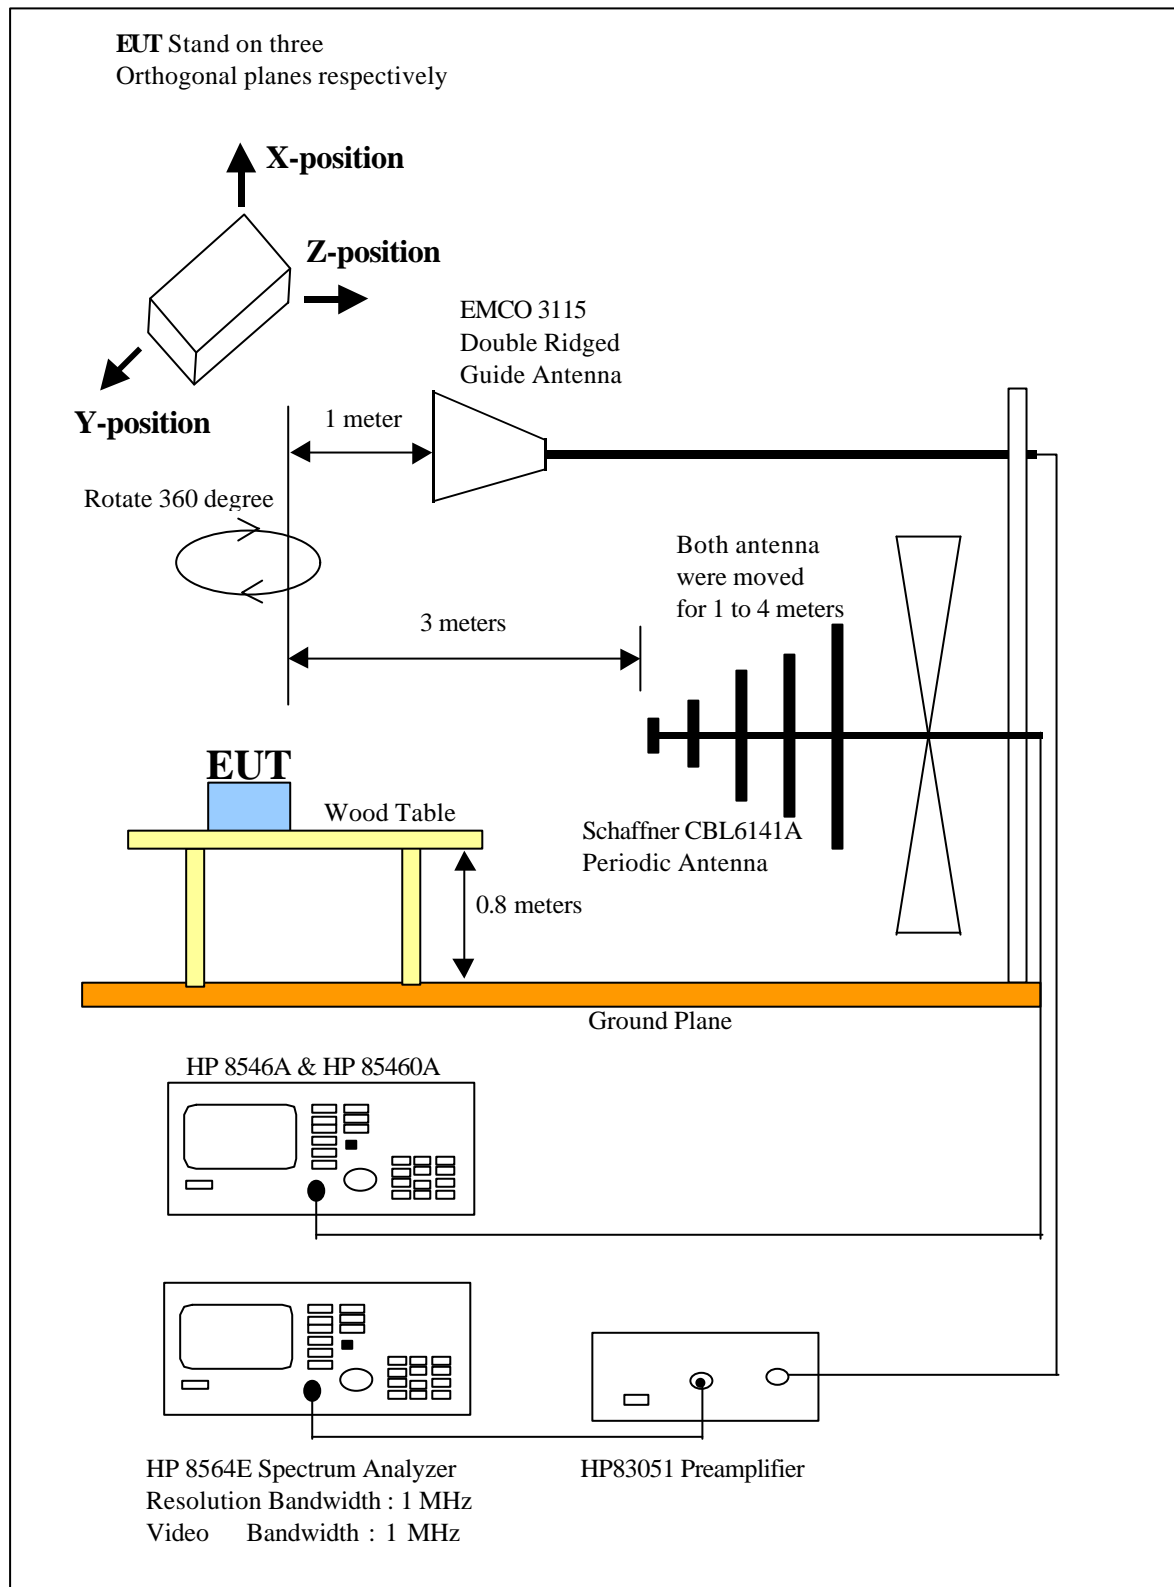 EUT Stand on three
Orthogonal planes respectively
X-position
Z-position
Y-position
EMCO 3115
Double Ridged
Guide Antenna
1 meter
Rotate 360 degree
Both antenna
were moved
for 1 to 4 meters
3 meters
EUT
Wood Table
Schaffner CBL6141A
Periodic Antenna
0.8 meters
Ground Plane
HP 8546A & HP 85460A
HP 8564E Spectrum Analyzer
Resolution Bandwidth : 1 MHz
Video Bandwidth : 1 MHz
HP83051 Preamplifier